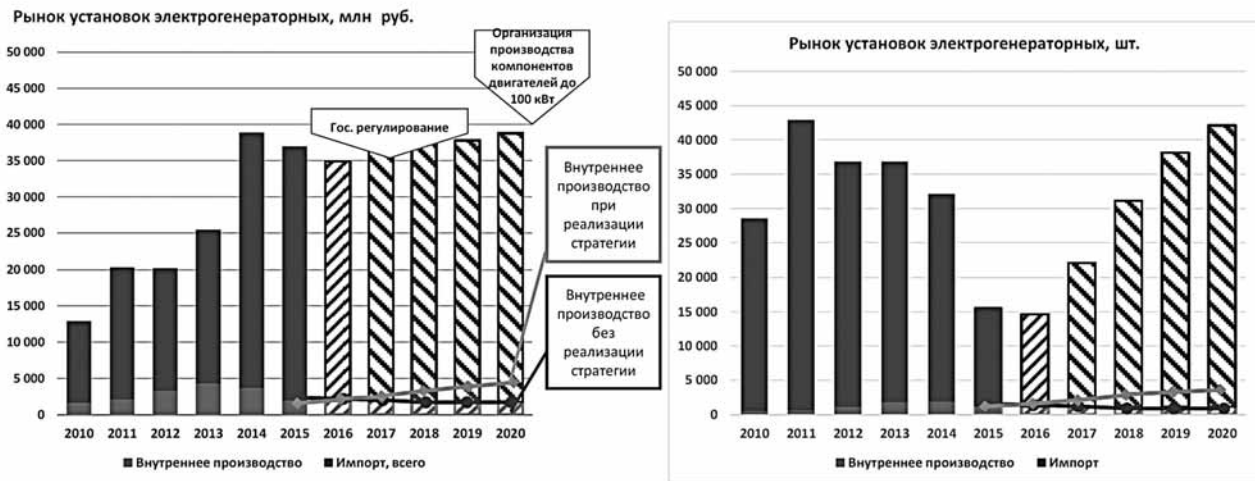 Рынок установок электрогенераторных, млн руб.
50 000
45 000
40 000
35 000
30 000
25 000
20 000
15 000
10 000
5 000
0
2010 2011 2012 2013 2014 2015 2016 2017 2018 2019 2020
Внутреннее производство Импорт, всего
Гос. регулирование
Организация
производства
компонентов
двигателей до
100 кВт
Внутреннее
производство
при
реализации
стратегии
Внутреннее
производство
без
реализации
стратегии
Рынок установок электрогенераторных, шт.
50 000
45 000
40 000
35 000
30 000
25 000
20 000
15 000
10 000
5 000
0
2010 2011 2012 2013 2014 2015 2016 2017 2018 2019 2020
Внутреннее производство Импорт